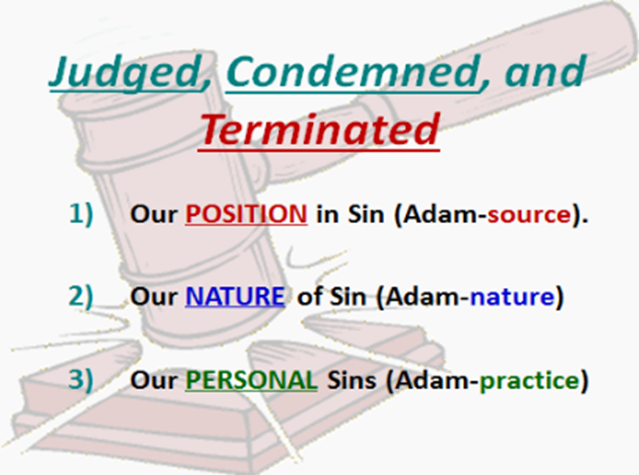 Judged, Condemned, and
Terminated
1) Our POSITION in Sin (Adam-source).
2) Our NATURE of Sin (Adam-nature)
3) Our PERSONAL Sins (Adam-practice)